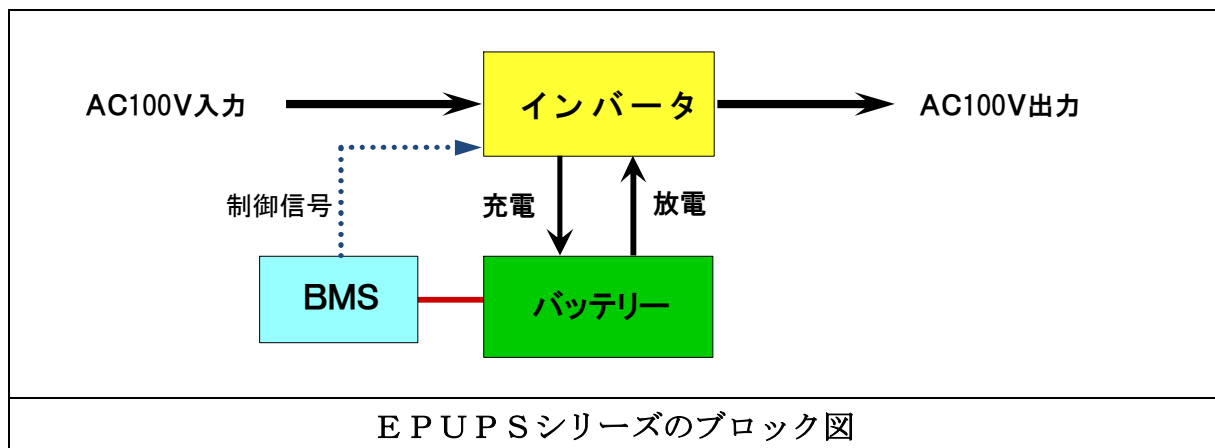 AC100V入力
インバータ
AC100V出力
制御信号
充電
放電
BMS
バッテリー
ＥＰＵＰＳシリーズのブロック図